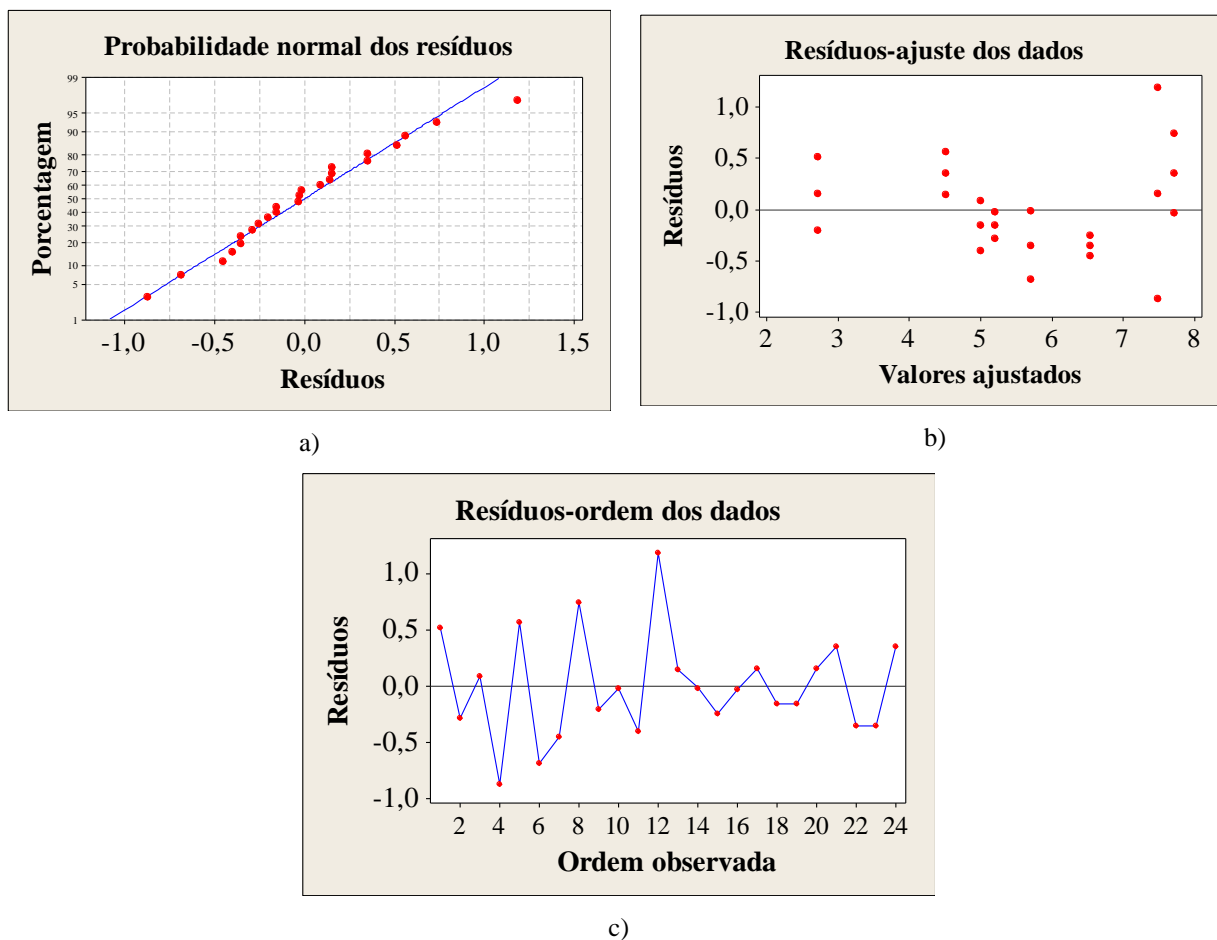 Probabilidade normal dos resíduos
Porcentagem
99
95
90
80
70
60
50
40
30
20
10
5
1
-1,0 -0,5 0,0 0,5 1,0 1,5
Resíduos
a)
Resíduos-ajuste dos dados
Resíduos
1,0
0,5
0,0
-0,5
-1,0
2 3 4 5 6 7 8
Valores ajustados
b)
Resíduos-ordem dos dados
Resíduos
1,0
0,5
0,0
-0,5
-1,0
2 4 6 8 10 12 14 16 18 20 22 24
Ordem observada
c)